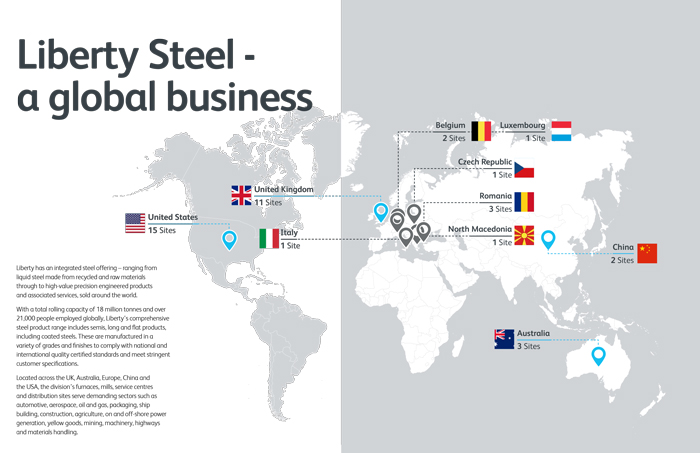 Liberty Steel -
a global business
Belgium
2 Sites
Luxembourg
1 Site
Czech Republic
1 Site
United Kingdom
11 Sites
Romania
3 Sites
United States
15 Sites
Italy
1 Site
North Macedonia
1 Site
China
2 Sites
Australia
3 Sites
Liberty has an integrated steel offering – ranging from
liquid steel made from recycled and raw materials
through to high-value precision engineered products
and associated services, sold around the world.
With a total rolling capacity of 18 million tonnes and over
21,000 people employed globally, Liberty's comprehensive
steel product range includes semis, long and flat products,
including coated steels. These are manufactured in a
variety of grades and finishes to comply with national and
international quality certified standards and meet stringent
customer specifications.
Located across the UK, Australia, Europe, China and
the USA, the division's furnaces, mills, service centres
and distribution sites serve demanding sectors such as
automotive, aerospace, oil and gas, packaging, ship
building, construction, agriculture, on and off-shore power
generation, yellow goods, mining, machinery, highways
and materials handling.